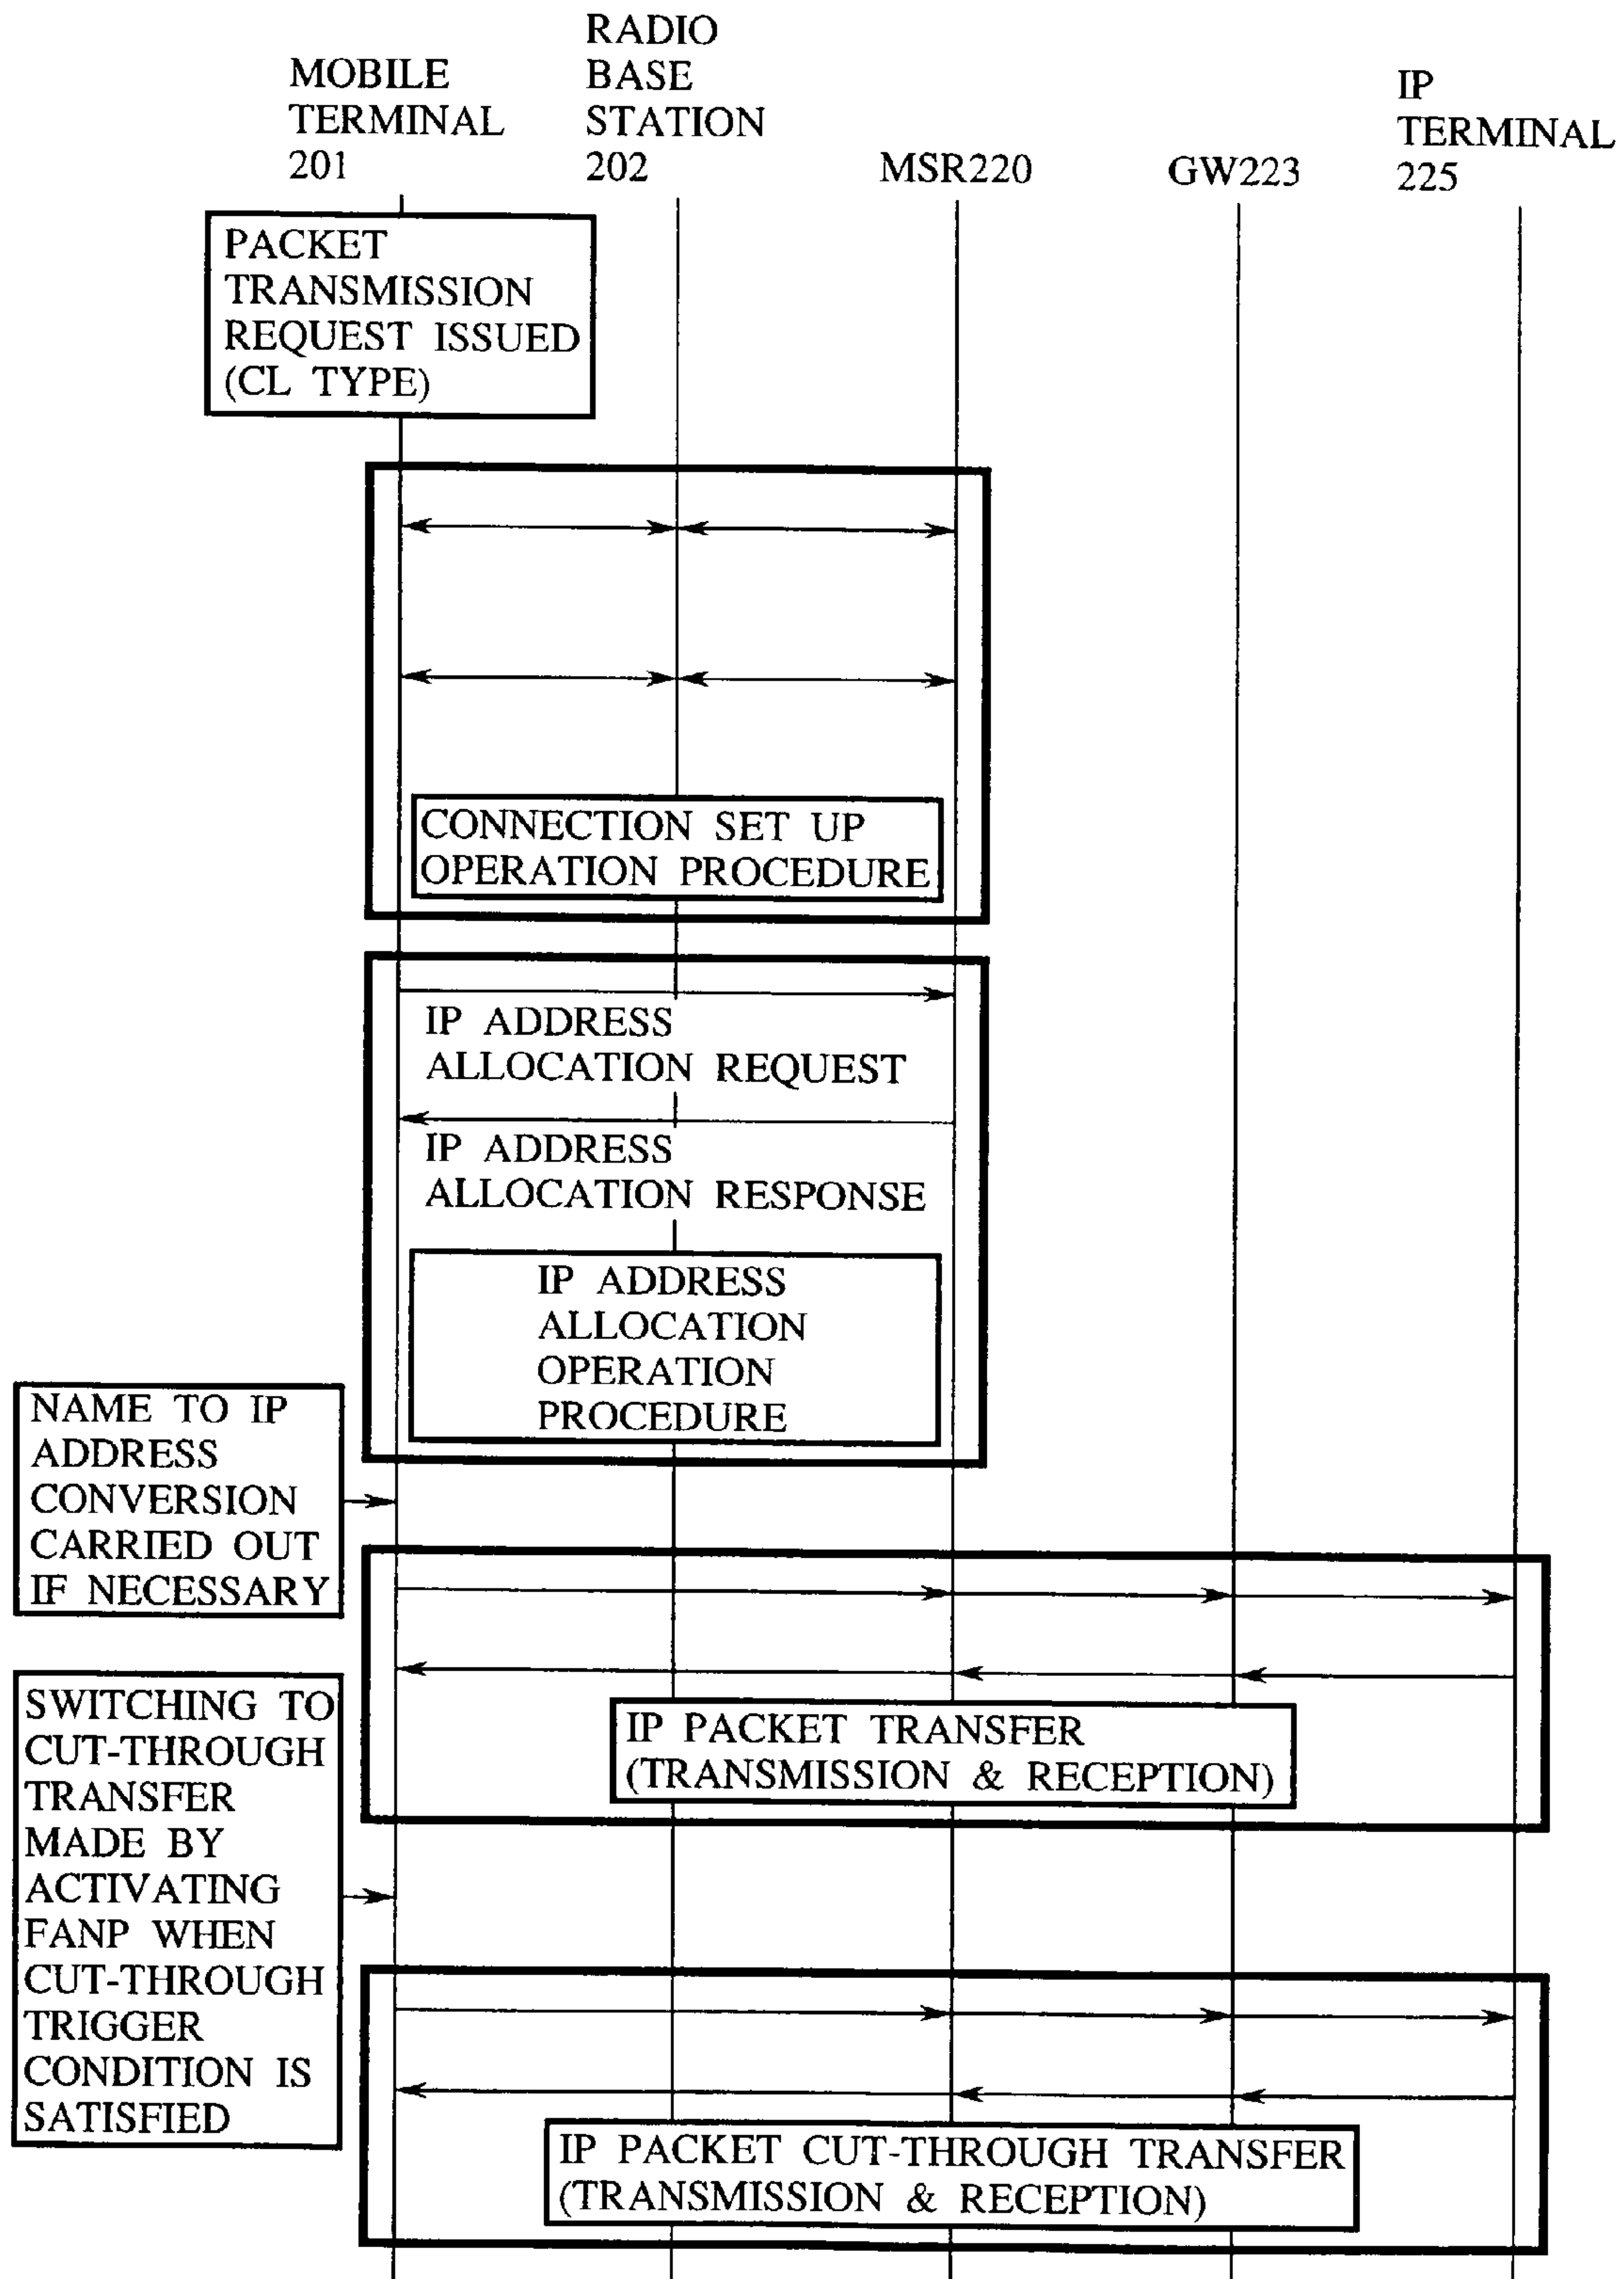 MOBILE
TERMINAL
201
RADIO
BASE
STATION
202
MSR220
GW223
IP
TERMINAL
225
PACKET
TRANSMISSION
REQUEST ISSUED
(CL TYPE)
CONNECTION SET UP
OPERATION PROCEDURE
IP ADDRESS
ALLOCATION REQUEST
IP ADDRESS
ALLOCATION RESPONSE
IP ADDRESS
ALLOCATION
OPERATION
PROCEDURE
NAME TO IP
ADDRESS
CONVERSION
CARRIED OUT
IF NECESSARY
IP PACKET TRANSFER
(TRANSMISSION & RECEPTION)
SWITCHING TO
CUT-THROUGH
TRANSFER
MADE BY
ACTIVATING
FANP WHEN
CUT-THROUGH
TRIGGER
CONDITION IS
SATISFIED
IP PACKET CUT-THROUGH TRANSFER
(TRANSMISSION & RECEPTION)